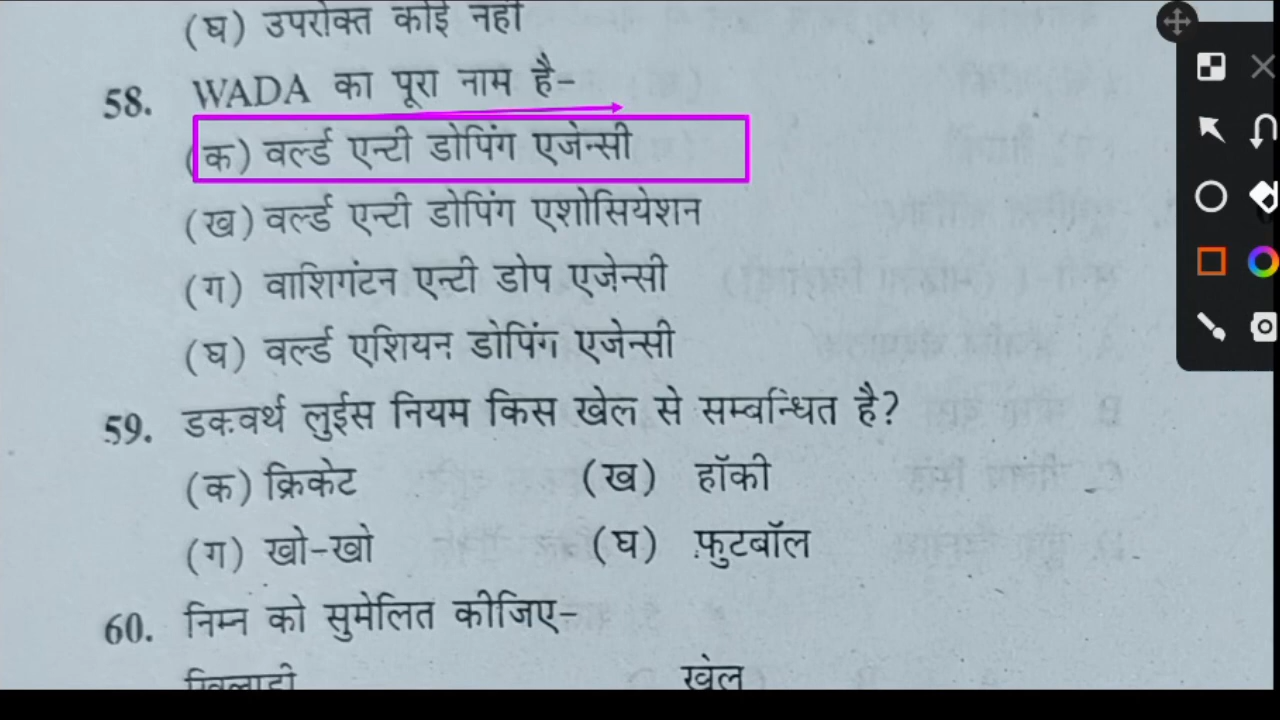 (घ) उपरोक्त कोई नहीं
58. WADA का पूरा नाम है-
(क) वर्ल्ड एन्टी डोपिंग एजेन्सी
(ख) वर्ल्ड एन्टी डोपिंग एशोसियेशन
(ग) वाशिगंटन एन्टी डोप एजेन्सी
(घ) वर्ल्ड एशियन डोपिंग एजेन्सी
59. डकवर्थ लुईस नियम किस खेल से सम्बन्धित है?
(क) क्रिकेट (ख) हॉकी
(ग) खो-खो (घ) फुटबॉल
60. निम्न को सुमेलित कीजिए-
खिलाड़ी खेल